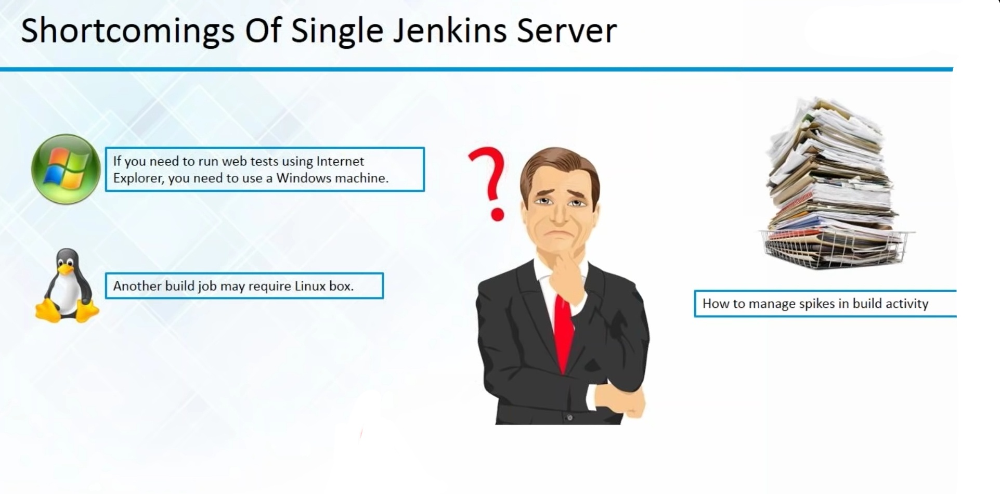 Shortcomings Of Single Jenkins Server
If you need to run web tests using Internet
Explorer, you need to use a Windows machine.
Another build job may require Linux box.
?
How to manage spikes in build activity